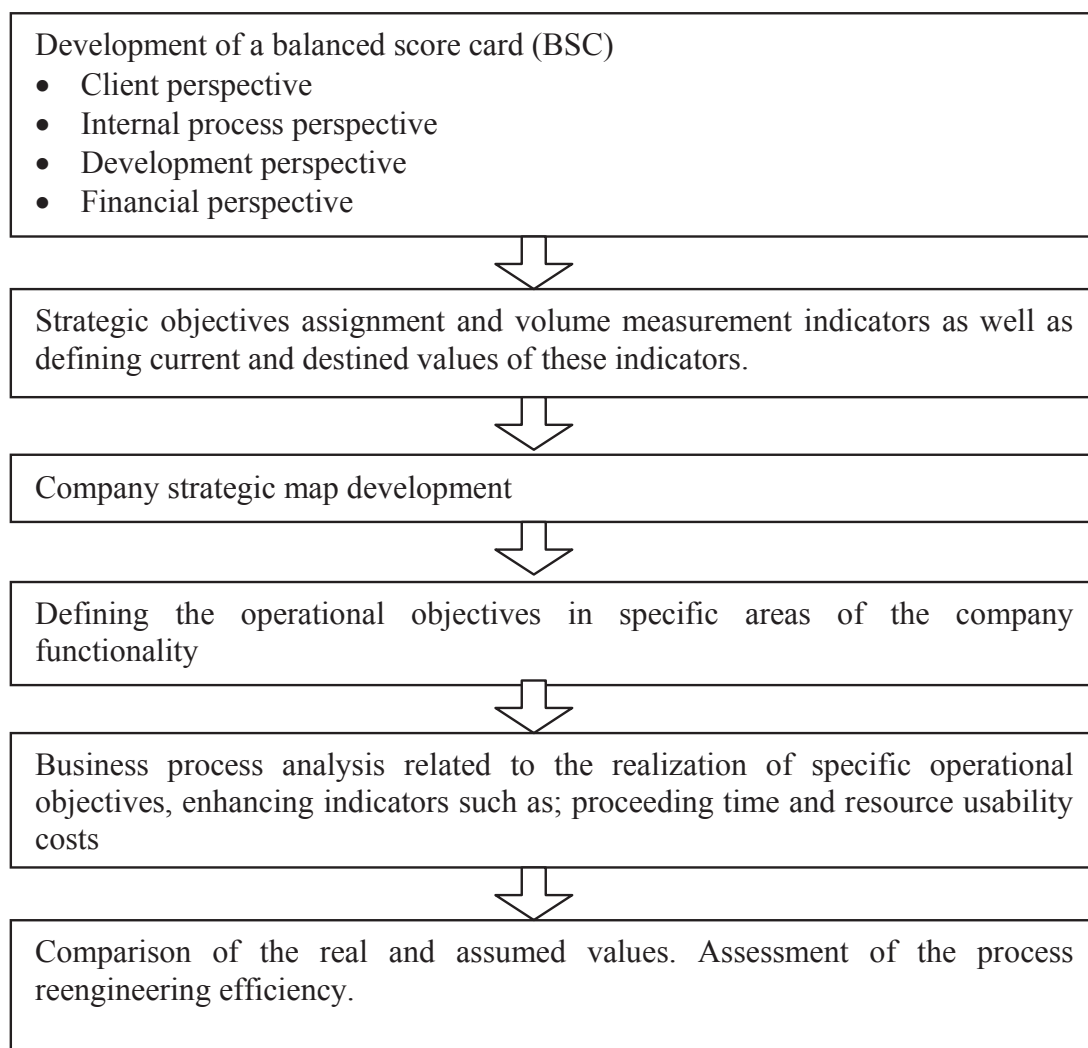 Development of a balanced score card (BSC)
• Client perspective
• Internal process perspective
• Development perspective
• Financial perspective
Strategic objectives assignment and volume measurement indicators as well as
defining current and destined values of these indicators.
Company strategic map development
Defining the operational objectives in specific areas of the company
functionality
Business process analysis related to the realization of specific operational
objectives, enhancing indicators such as; proceeding time and resource usability
costs
Comparison of the real and assumed values. Assessment of the process
reengineering efficiency.